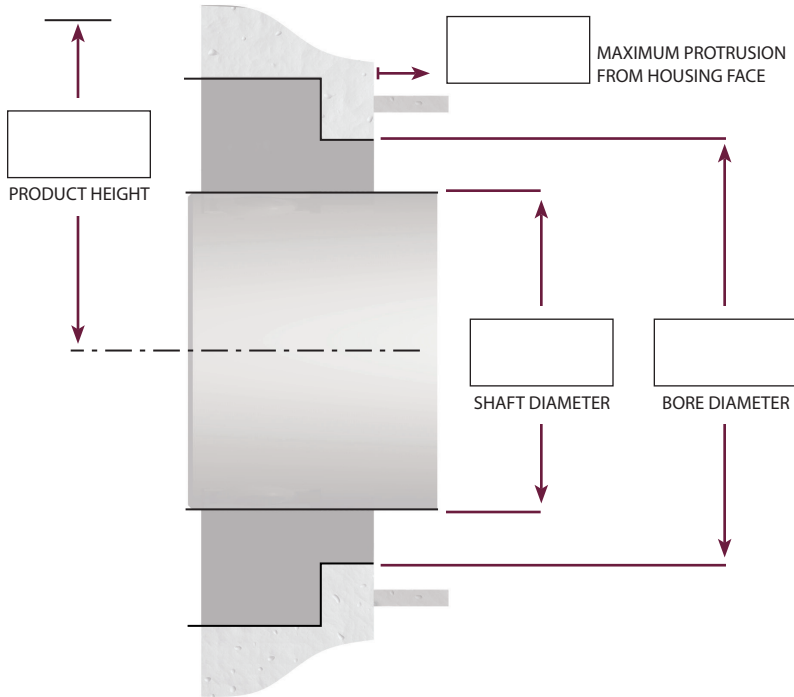 MAXIMUM PROTRUSION
FROM HOUSING FACE
PRODUCT HEIGHT
SHAFT DIAMETER
BORE DIAMETER